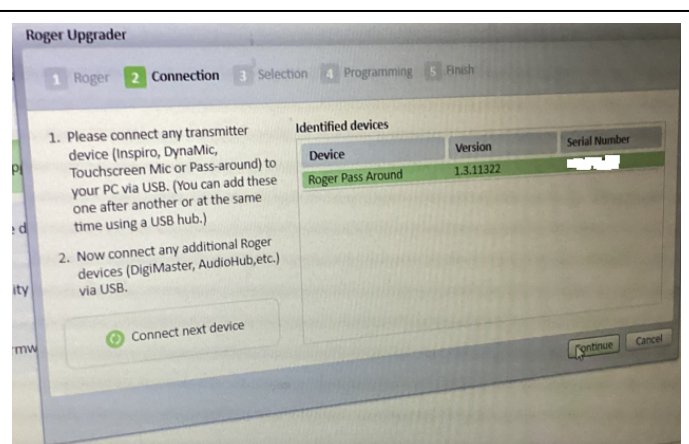 Roger Upgrader
1 Roger 2 Connection 3 Selection 4 Programming 5 Finish
1. Please connect any transmitter
device (Inspiro, DynaMic,
Touchscreen Mic or Pass-around) to
your PC via USB. (You can add these
one after another or at the same
time using a USB hub.)
2. Now connect any additional Roger
devices (DigiMaster, AudioHub,etc.)
via USB.
Connect next device
Identified devices
Device Version Serial Number
Roger Pass Around 1.3.11322
Continue Cancel
ity